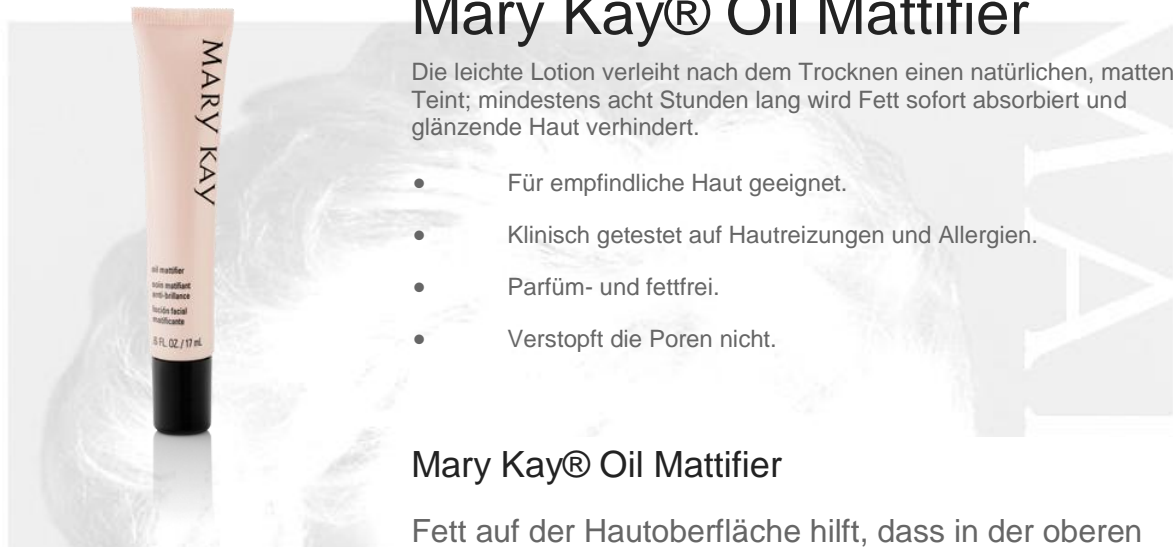 Mary Kay® Oil Mattifier
Die leichte Lotion verleiht nach dem Trocknen einen natürlichen, matten
Teint; mindestens acht Stunden lang wird Fett sofort absorbiert und
glänzende Haut verhindert.
• Für empfindliche Haut geeignet.
• Klinisch getestet auf Hautreizungen und Allergien.
• Parfüm- und fettfrei.
• Verstopft die Poren nicht.
Mary Kay® Oil Mattifier
Fett auf der Hautoberfläche hilft, dass in der oberen
MARY KAY
oil mattifier
matifiant
anti-brillance
facial
matificante
FL. OZ. / 17 mL